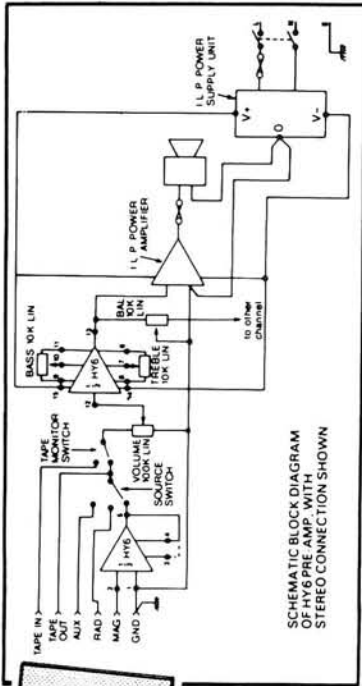 TAPE IN
TAPE OUT
AUX
RAD
MAG
GND
TAPE MONITOR SWITCH
VOLUME 100K LIN
SOURCE SWITCH
½ HY6
BASS 10K LIN
HY6
TREBLE 10K LIN
BAL 10K LIN
to other channel
I L P POWER AMPLIFIER
I L P POWER SUPPLY UNIT
V+
O
V-
L
N
E
SCHEMATIC BLOCK DIAGRAM
OF HY6 PRE AMP. WITH
STEREO CONNECTION SHOWN